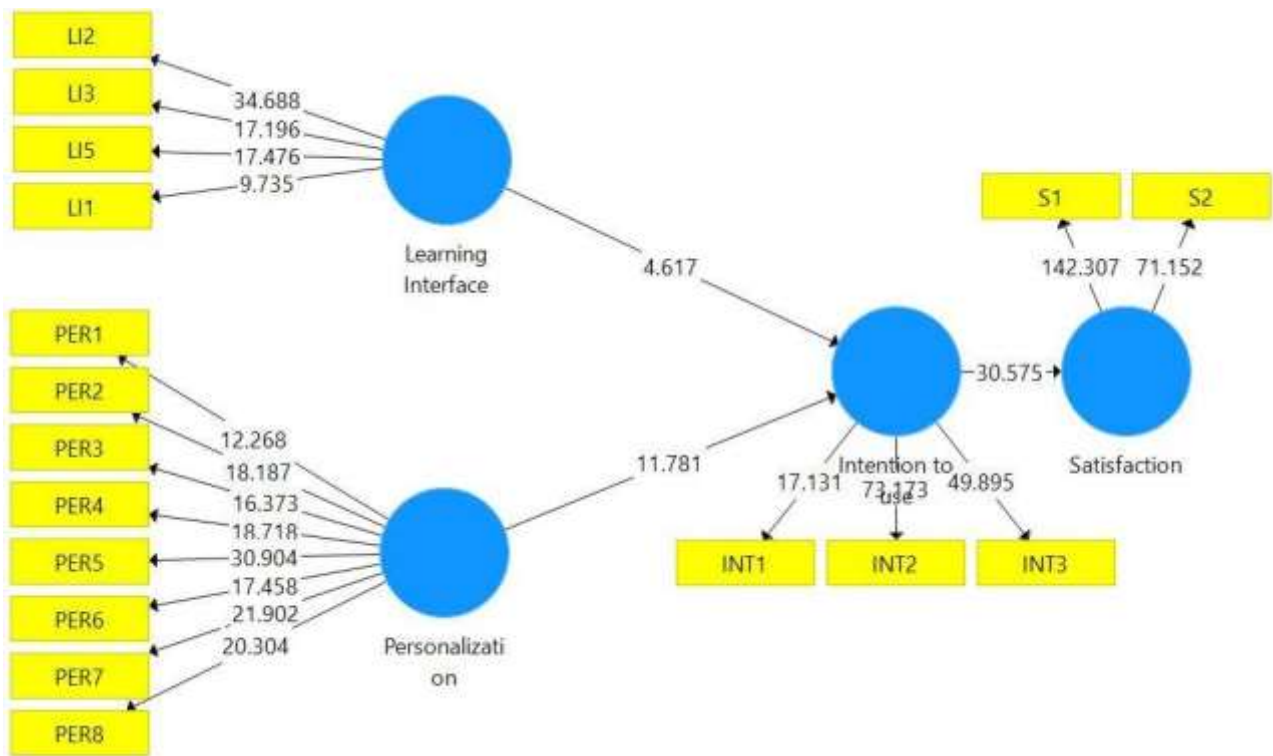 LI2
LI3
LI5
LI1
34.688
17.196
17.476
9.735
Learning
Interface
4.617
S1
S2
142.307
71.152
PER1
PER2
PER3
PER4
PER5
PER6
PER7
PER8
12.268
18.187
16.373
18.718
30.904
17.458
21.902
20.304
Personalizati
on
11.781
30.575
Intention to
use
Satisfaction
17.131
73.173
49.895
INT1
INT2
INT3